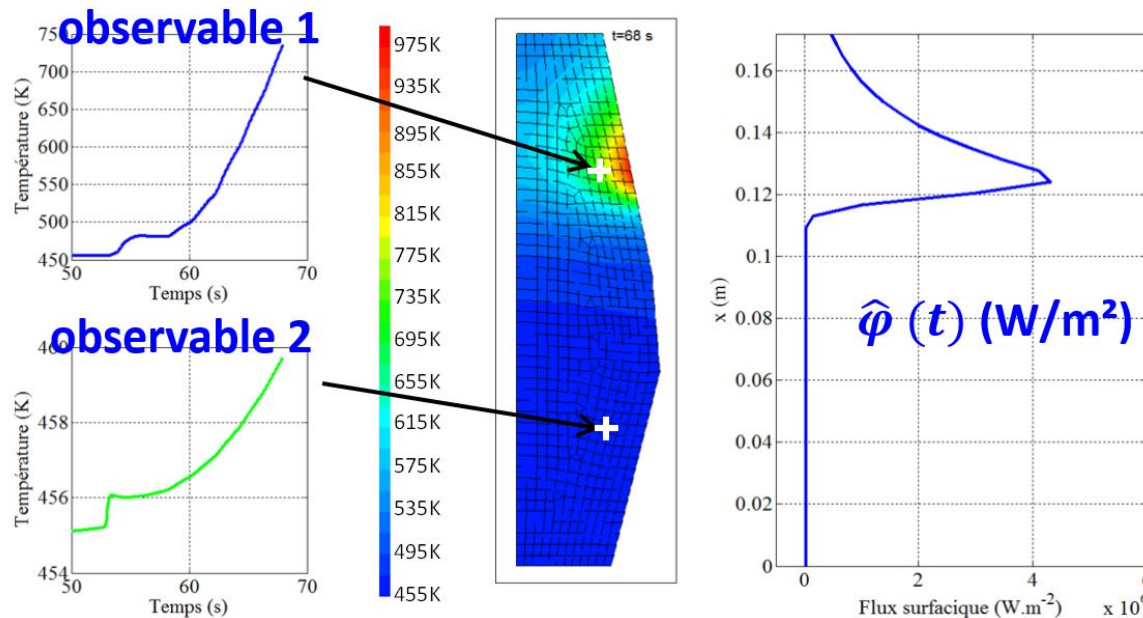 observable 1
750
700
650
600
550
500
450
Température (K)
50
60
70
Temps (s)
observable 2
460
458
456
454
Température (K)
50
60
70
Temps (s)
975K
935K
895K
855K
815K
775K
735K
695K
655K
615K
575K
535K
495K
455K
t=68 s
0.16
0.14
0.12
0.1
0.08
0.06
0.04
0.02
0
x (m)
φ̂ (t) (W/m²)
0
2
4
6
Flux surfacique (W.m⁻²)
x 10⁶